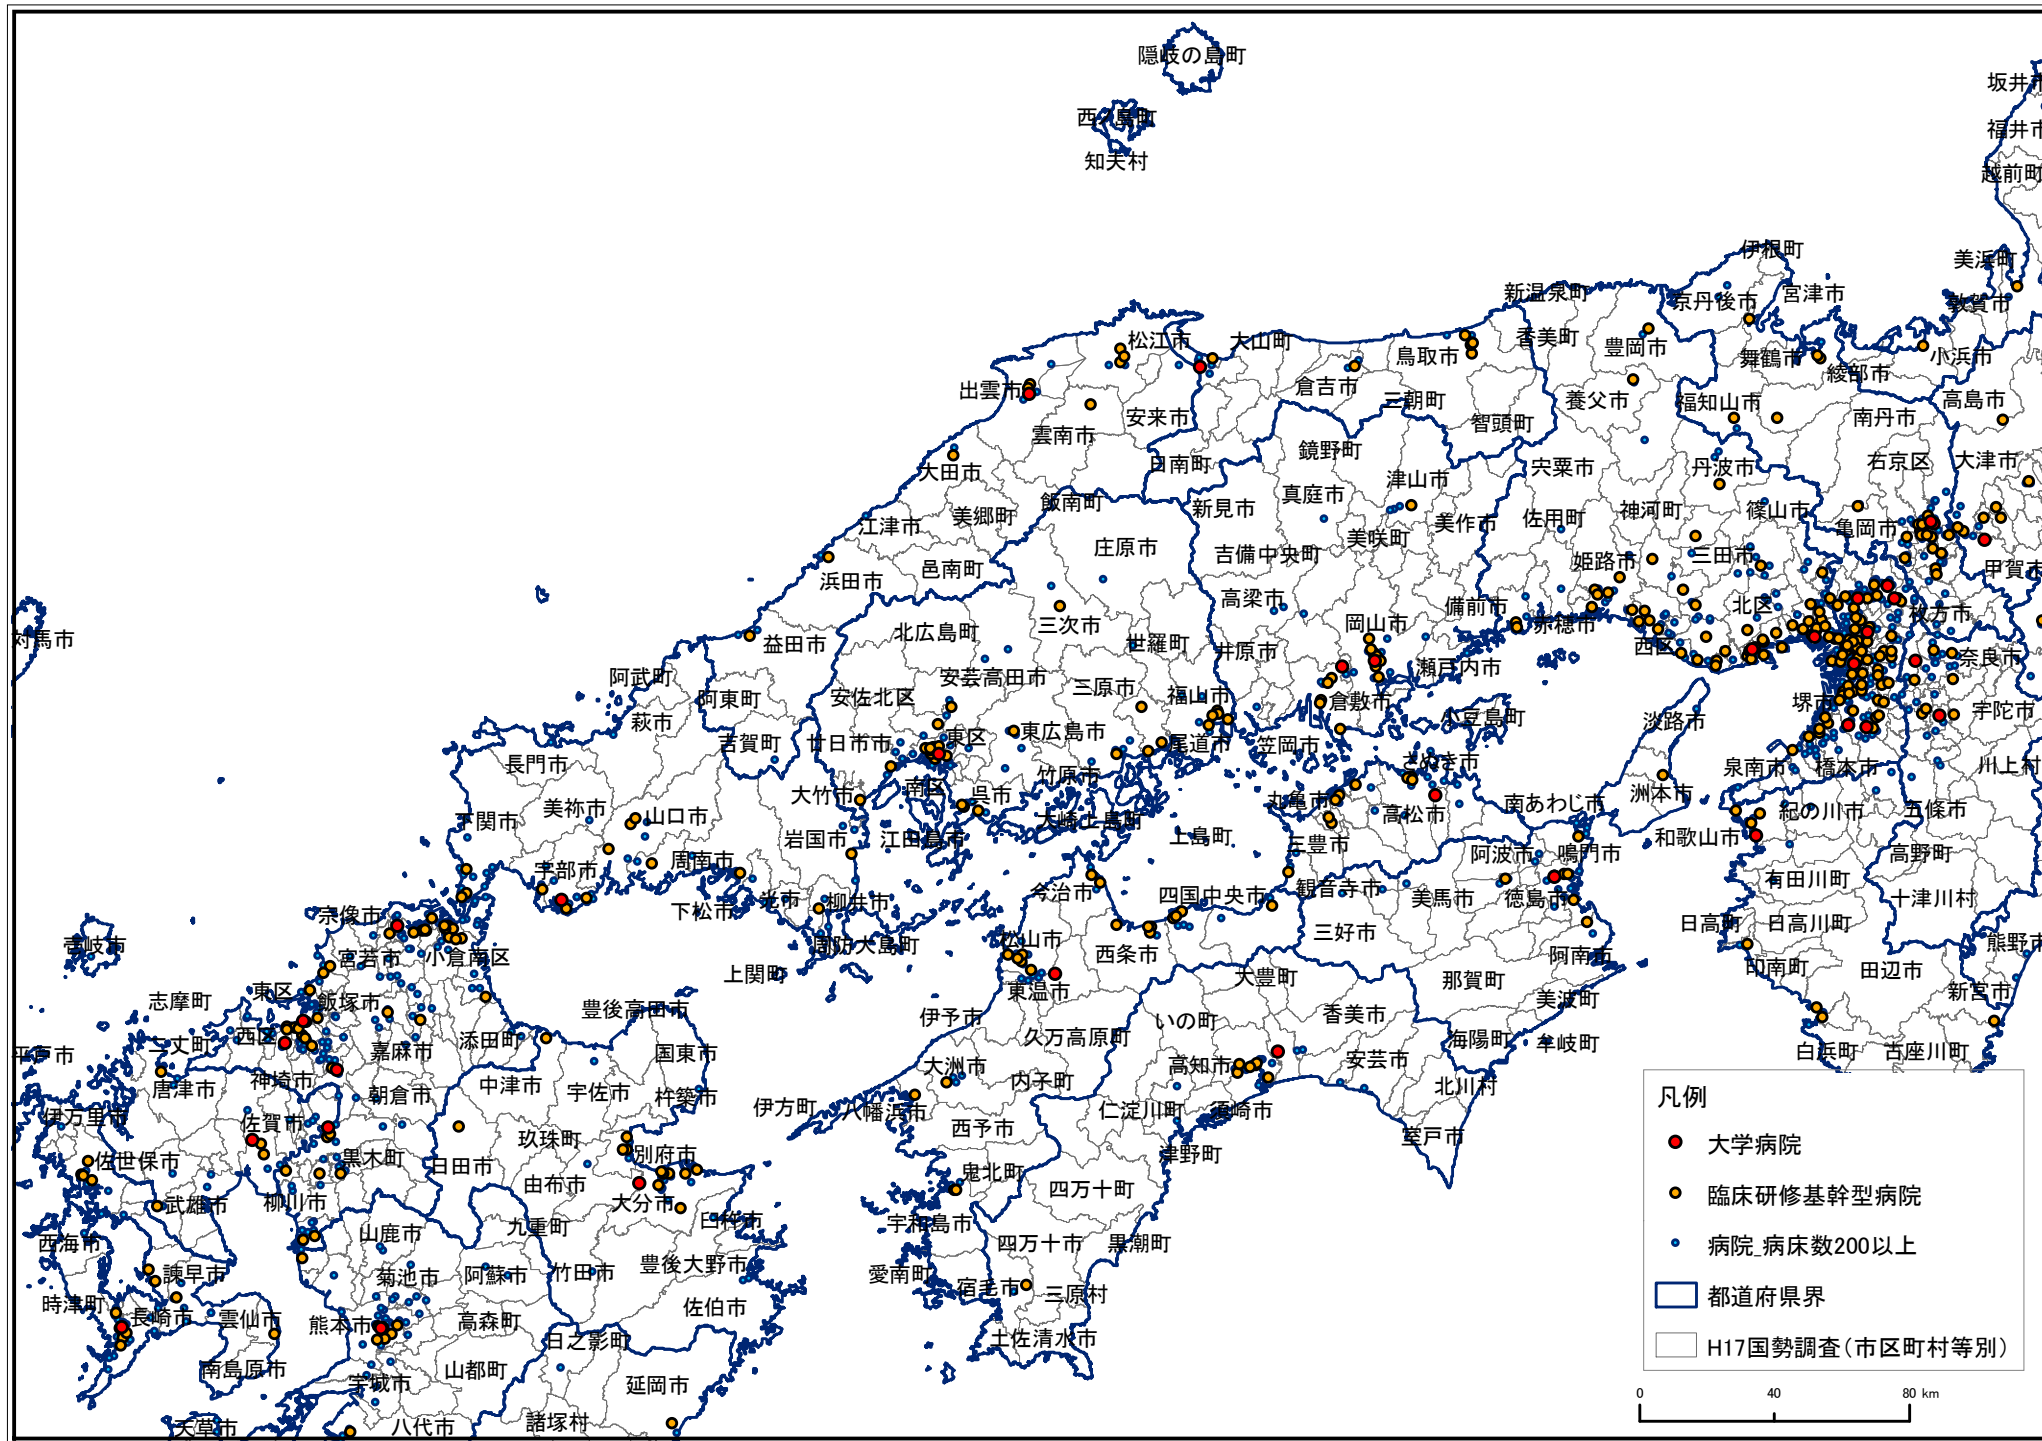 隠岐の島町
西ノ島町
知夫村
坂井市
福井市
越前町
伊根町
美浜町
新温泉町
京丹後市
宮津市
敦賀市
松江市
大山町
鳥取市
香美町
豊岡市
舞鶴市
小浜市
綾部市
出雲市
倉吉市
三朝町
養父市
福知山市
高島市
雲南市
安来市
智頭町
南丹市
大田市
日南町
鏡野町
宍粟市
丹波市
右京区
大津市
飯南町
新見市
真庭市
津山市
江津市
美郷町
美咲町
美作市
佐用町
神河町
篠山市
亀岡市
庄原市
吉備中央町
浜田市
邑南町
姫路市
三田市
甲賀市
対馬市
高梁市
備前市
赤穂市
北区
枚方市
益田市
北広島町
三次市
世羅町
井原市
岡山市
瀬戸内市
西区
奈良市
阿武町
阿東町
安佐北区
安芸高田市
三原市
福山市
倉敷市
小豆島町
淡路市
堺市
宇陀市
萩市
吉賀町
廿日市市
東区
東広島市
尾道市
笠岡市
さぬき市
泉南市
橋本市
川上村
長門市
大竹市
南区
呉市
竹原市
丸亀市
高松市
南あわじ市
洲本市
美祢市
山口市
下関市
岩国市
江田島市
大崎上島町
上島町
三豊市
阿波市
鳴門市
和歌山市
紀の川市
五條市
高野町
宇部市
周南市
下松市
光市
柳井市
今治市
四国中央市
観音寺市
美馬市
徳島市
有田川町
十津川村
壱岐市
宗像市
宮若市
小倉南区
周防大島町
上関町
松山市
西条市
三好市
阿南市
日高町
日高川町
熊野市
志摩町
東区
飯塚市
豊後高田市
東温市
大豊町
那賀町
美波町
印南町
田辺市
新宮市
平戸市
二丈町
西区
嘉麻市
添田町
国東市
伊予市
久万高原町
いの町
香美市
海陽町
牟岐町
白浜町
古座川町
唐津市
神埼市
朝倉市
中津市
宇佐市
杵築市
大洲市
内子町
高知市
安芸市
北川村
伊万里市
佐賀市
伊方町
八幡浜市
西予市
仁淀川町
須崎市
室戸市
佐世保市
黒木町
日田市
玖珠町
別府市
鬼北町
津野町
武雄市
柳川市
由布市
大分市
臼杵市
四万十町
西海市
山鹿市
九重町
宇和島市
四万十市
黒潮町
諫早市
菊池市
阿蘇市
竹田市
豊後大野市
愛南町
宿毛市
三原村
時津町
長崎市
雲仙市
熊本市
高森町
佐伯市
日之影町
土佐清水市
南島原市
宇城市
山都町
延岡市
天草市
八代市
諸塚村
凡例
大学病院
臨床研修基幹型病院
病院_病床数200以上
都道府県界
H17国勢調査(市区町村等別)
0 40 80 km